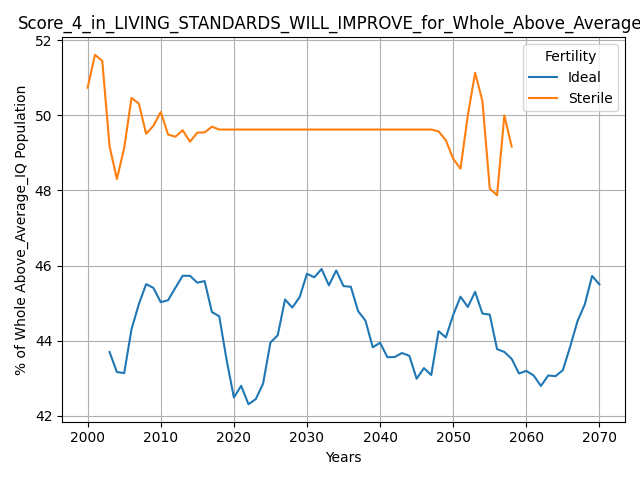 Score_4_in_LIVING_STANDARDS_WILL_IMPROVE_for_Whole_Above_Average
52
50
48
46
44
42
% of Whole Above_Average_IQ Population
Fertility
Ideal
Sterile
2000 2010 2020 2030 2040 2050 2060 2070
Years